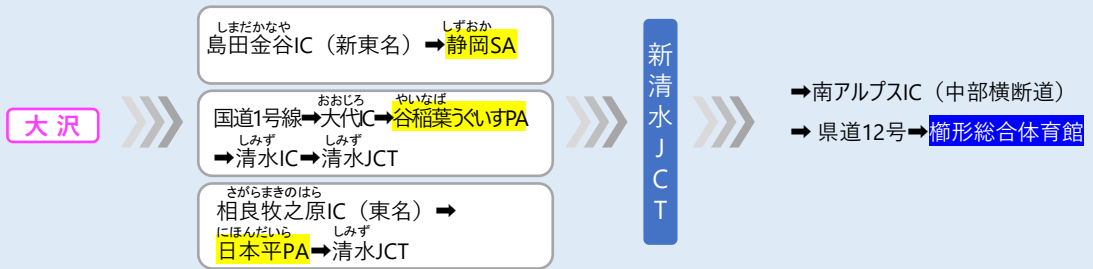 大沢
しまだかなや しずおか
島田金谷IC（新東名）➡静岡SA
おおじろ やいなば
国道1号線➡大代IC➡谷稲葉うぐいすPA
しみず しみず
➡清水IC➡清水JCT
さがらまきのはら
相良牧之原IC（東名）➡
にほんだいら しみず
日本平PA➡清水JCT
新清水JCT
➡南アルプスIC（中部横断道）
➡ 県道12号➡櫛形総合体育館